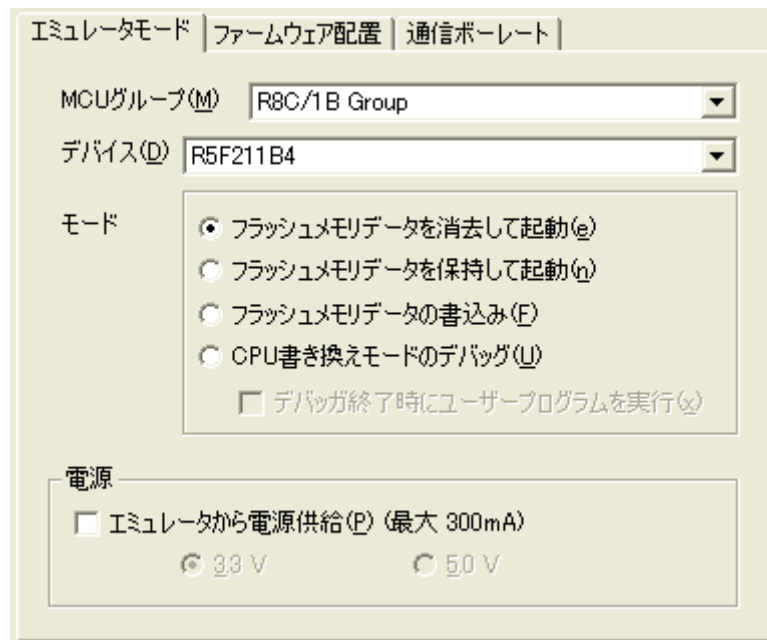 エミュレータモード ファームウェア配置 通信ボーレート
MCUグループ(M) R8C/1B Group
デバイス(D) R5F211B4
モード
フラッシュメモリデータを消去して起動(e)
フラッシュメモリデータを保持して起動(n)
フラッシュメモリデータの書込み(F)
CPU書き換えモードのデバッグ(U)
デバッガ終了時にユーザープログラムを実行(x)
電源
エミュレータから電源供給(P) (最大 300mA)
3.3 V 5.0 V